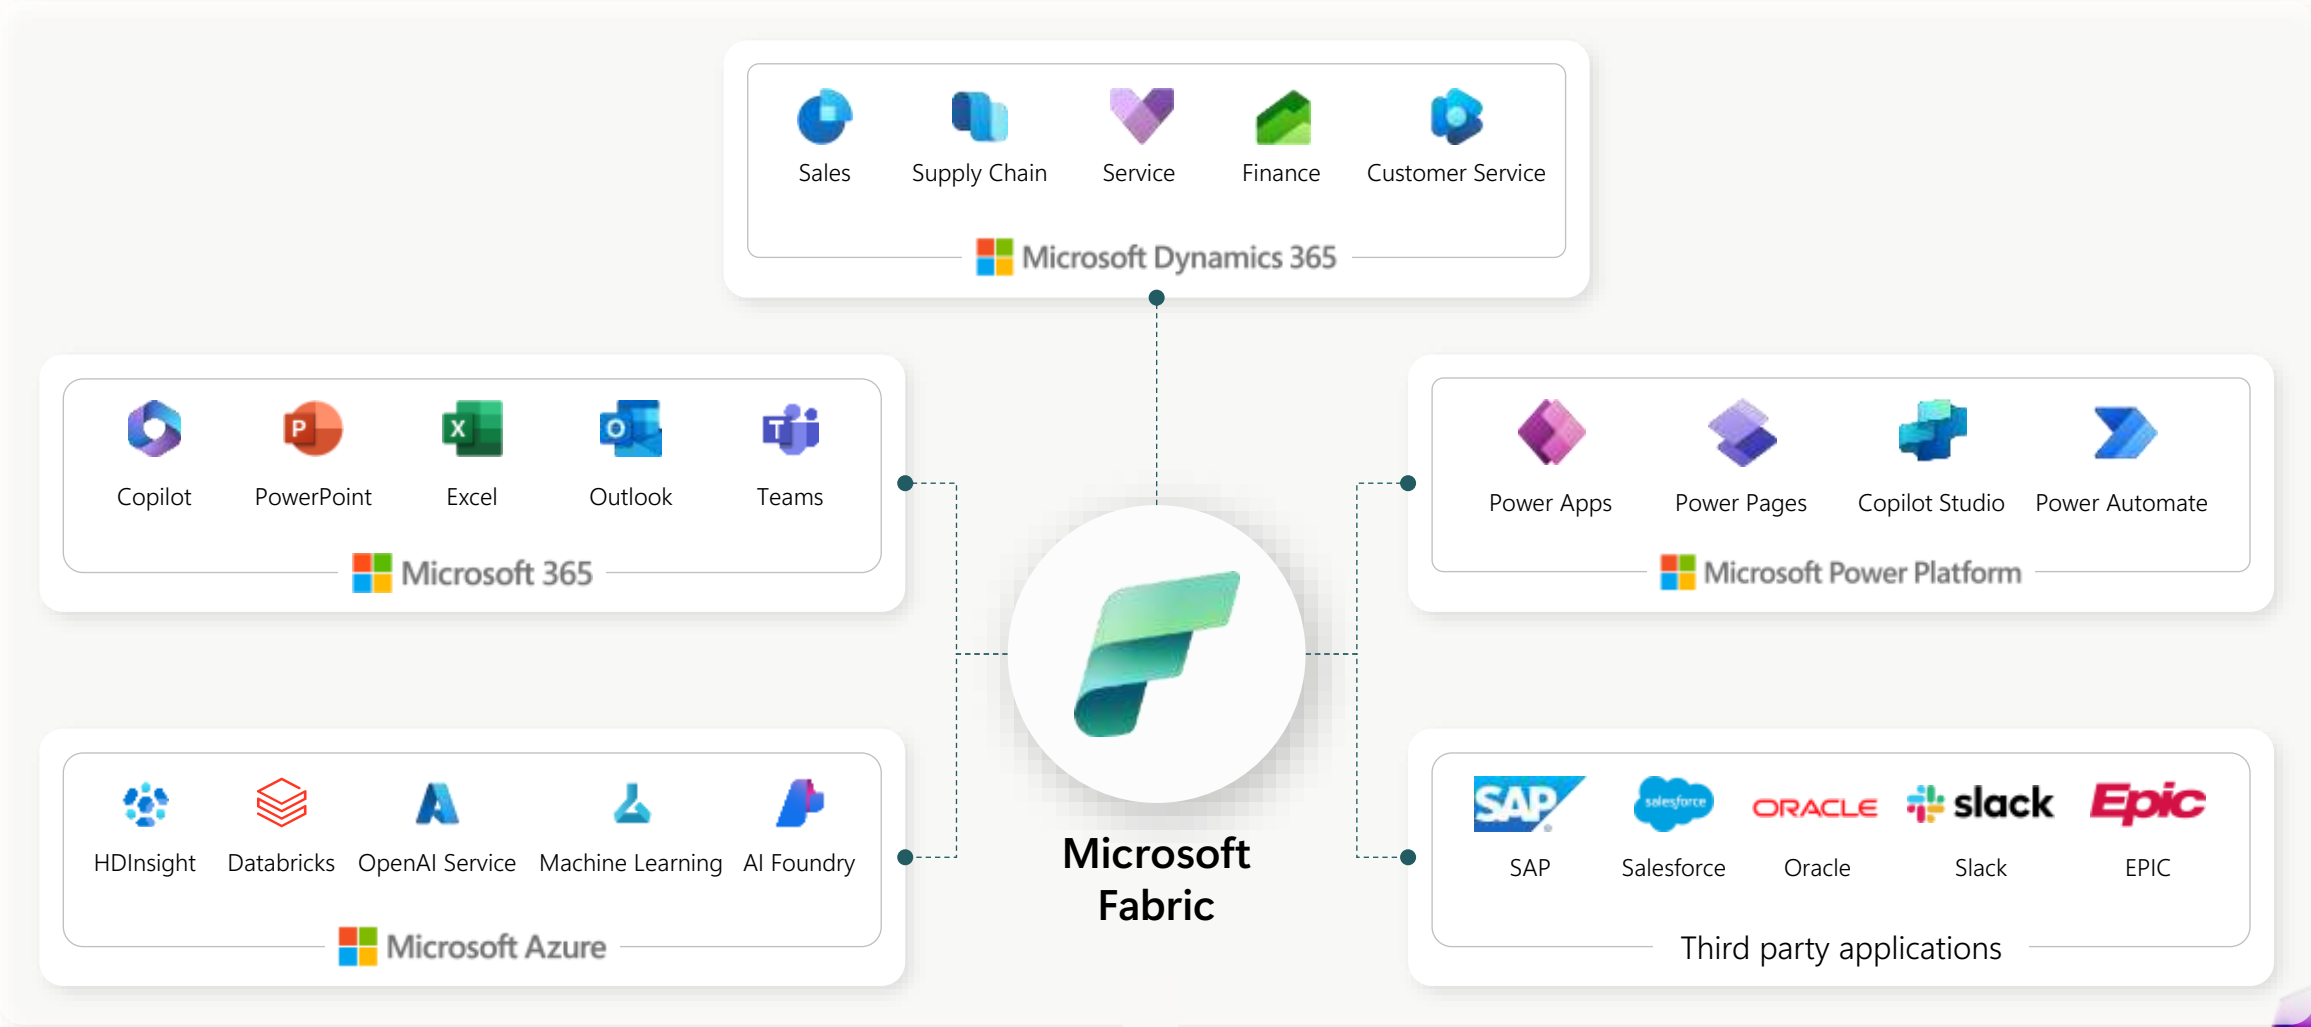 Sales Supply Chain Service Finance Customer Service
Microsoft Dynamics 365
P X O T
Copilot PowerPoint Excel Outlook Teams
Microsoft 365
Power Apps Power Pages Copilot Studio Power Automate
Microsoft Power Platform
HDInsight Databricks OpenAI Service Machine Learning AI Foundry
Microsoft Azure
Microsoft
Fabric
SAP salesforce ORACLE slack Epic
SAP Salesforce Oracle Slack EPIC
Third party applications